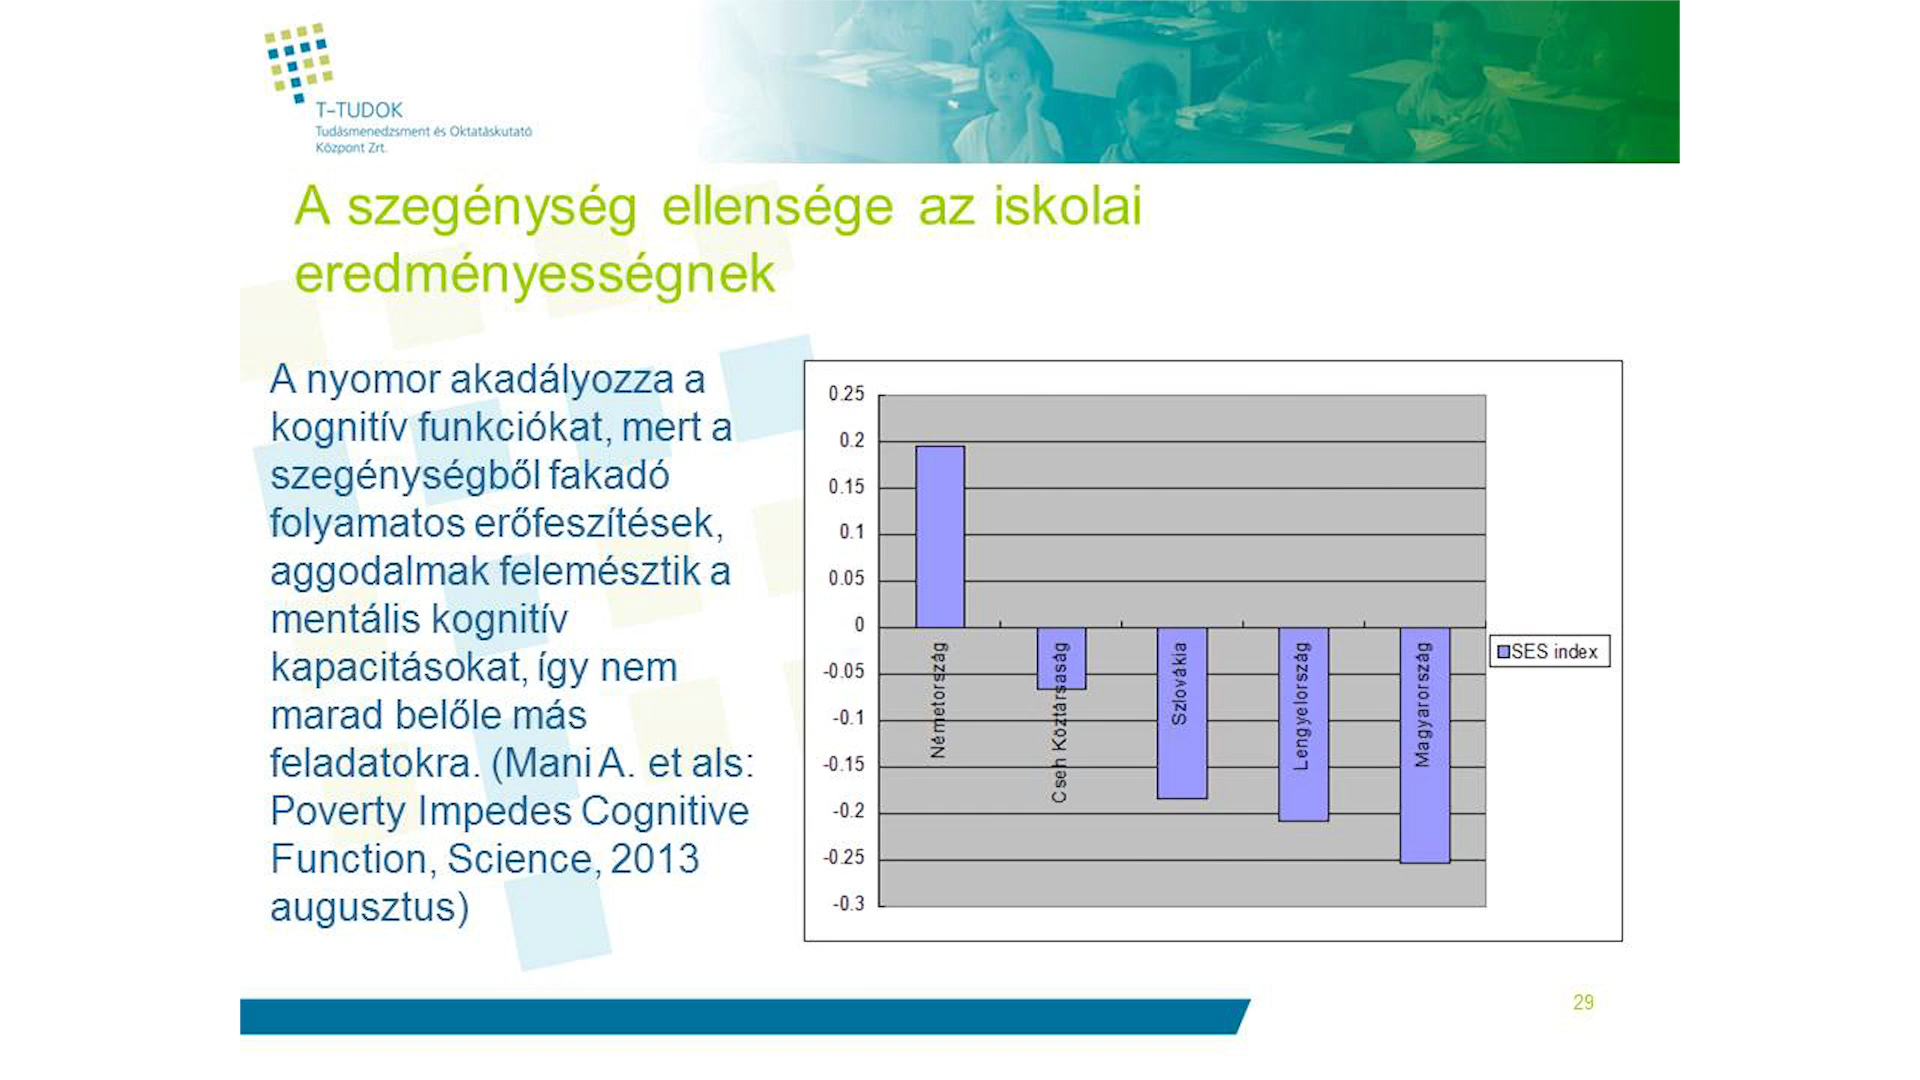 T-TUDOK
Tudásmenedzsment és Oktatáskutató
Központ Zrt.
A szegénység ellensége az iskolai
eredményességnek
A nyomor akadályozza a
kognitív funkciókat, mert a
szegénységből fakadó
folyamatos erőfeszítések,
aggodalmak felemésztik a
mentális kognitív
kapacitásokat, így nem
marad belőle más
feladatokra. (Mani A. et als:
Poverty Impedes Cognitive
Function, Science, 2013
augusztus)
0.25
0.2
0.15
0.1
0.05
0
-0.05
-0.1
-0.15
-0.2
-0.25
-0.3
Németország
Cseh Köztársaság
Szlovákia
Lengyelország
Magyarország
SES index
29